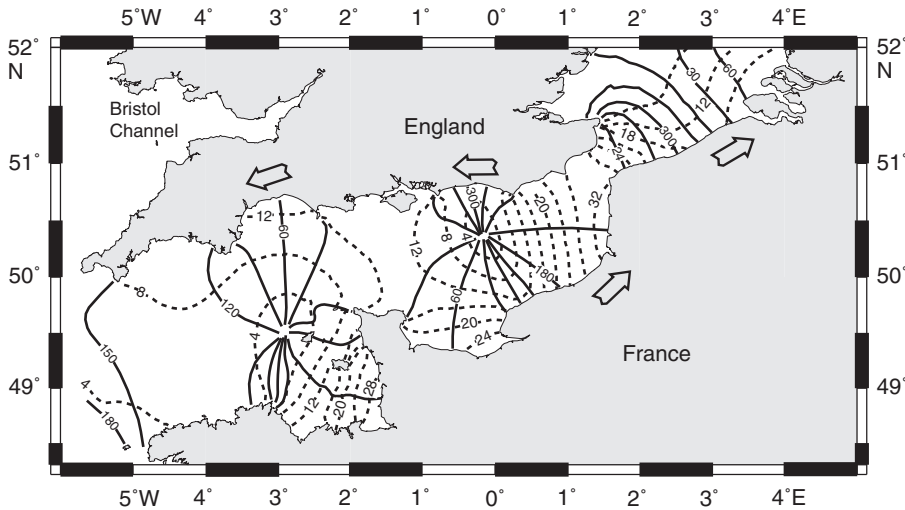 5˚W 4˚ 3˚ 2˚ 1˚ 0˚ 1˚ 2˚ 3˚ 4˚E
52˚ 52˚
N N
30 60
12
Bristol
Channel
England
18 300
24
51˚ 51˚
300 20 32
12 60
12 8 4
50˚ 180 50˚
8 120 60
20
4 4 24
150 France
49˚ 28 49˚
4 12 20
180
5˚W 4˚ 3˚ 2˚ 1˚ 0˚ 1˚ 2˚ 3˚ 4˚E